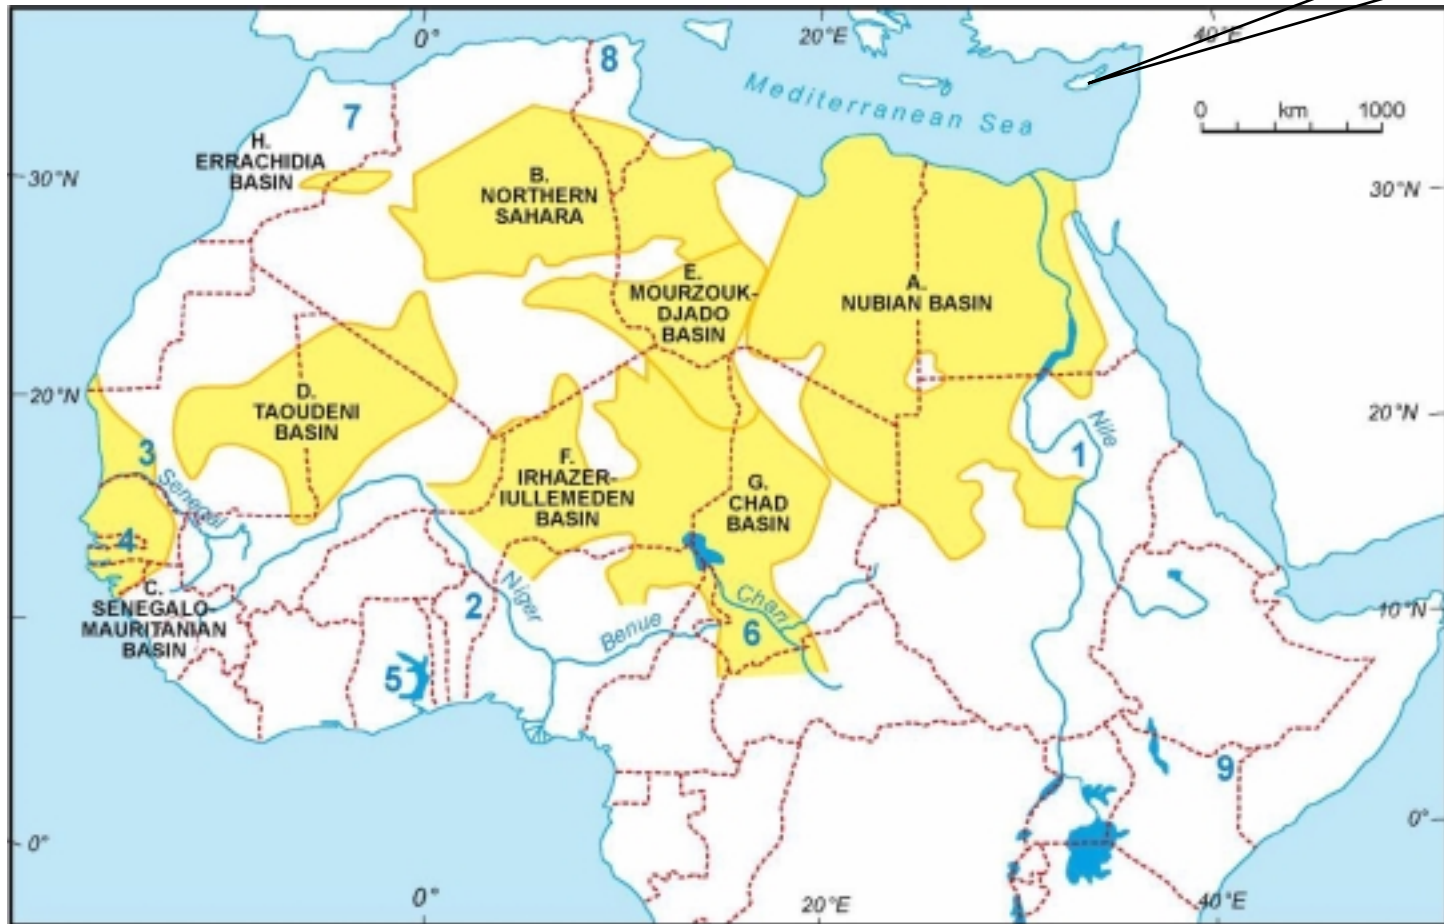 0°
20°E
40°E
8
Mediterranean Sea
0 km 1000
7
H.
ERRACHIDIA
BASIN
30°N
B.
NORTHERN
SAHARA
30°N
E.
MOURZOUK-
DJADO
BASIN
A.
NUBIAN BASIN
20°N
D.
TAOUDENI
BASIN
20°N
Nile
3
Senegal
F.
IRHAZER-
IULLEMEDEN
BASIN
G.
CHAD
BASIN
1
4
C.
SENEGALO-
MAURITANIAN
BASIN
2
Niger
Benue
Chari
6
10°N
5
9
0°
0°
0°
20°E
40°E